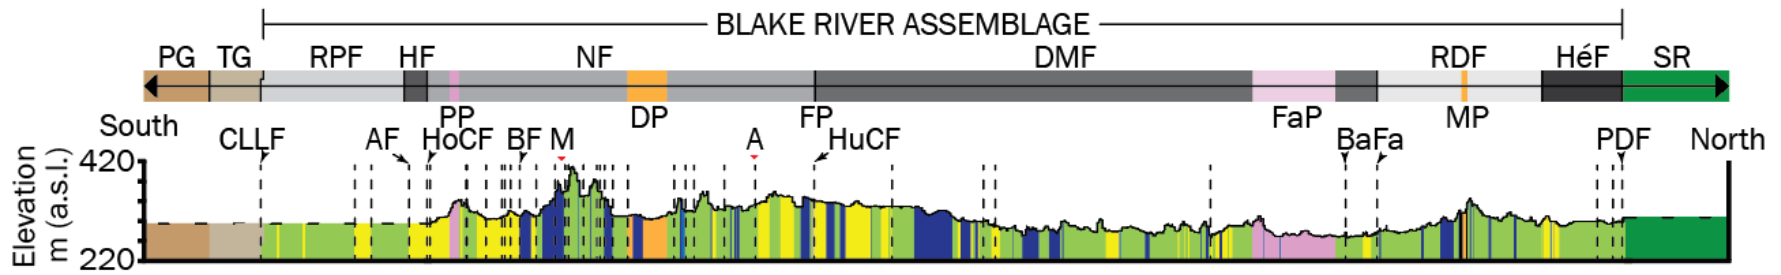 BLAKE RIVER ASSEMBLAGE
PG TG RPF HF NF DMF RDF HéF SR
PP DP FP FaP MP
South CLLF AF HoCF BF M A HuCF BaFa PDF North
Elevation
m (a.s.l.)
420
220